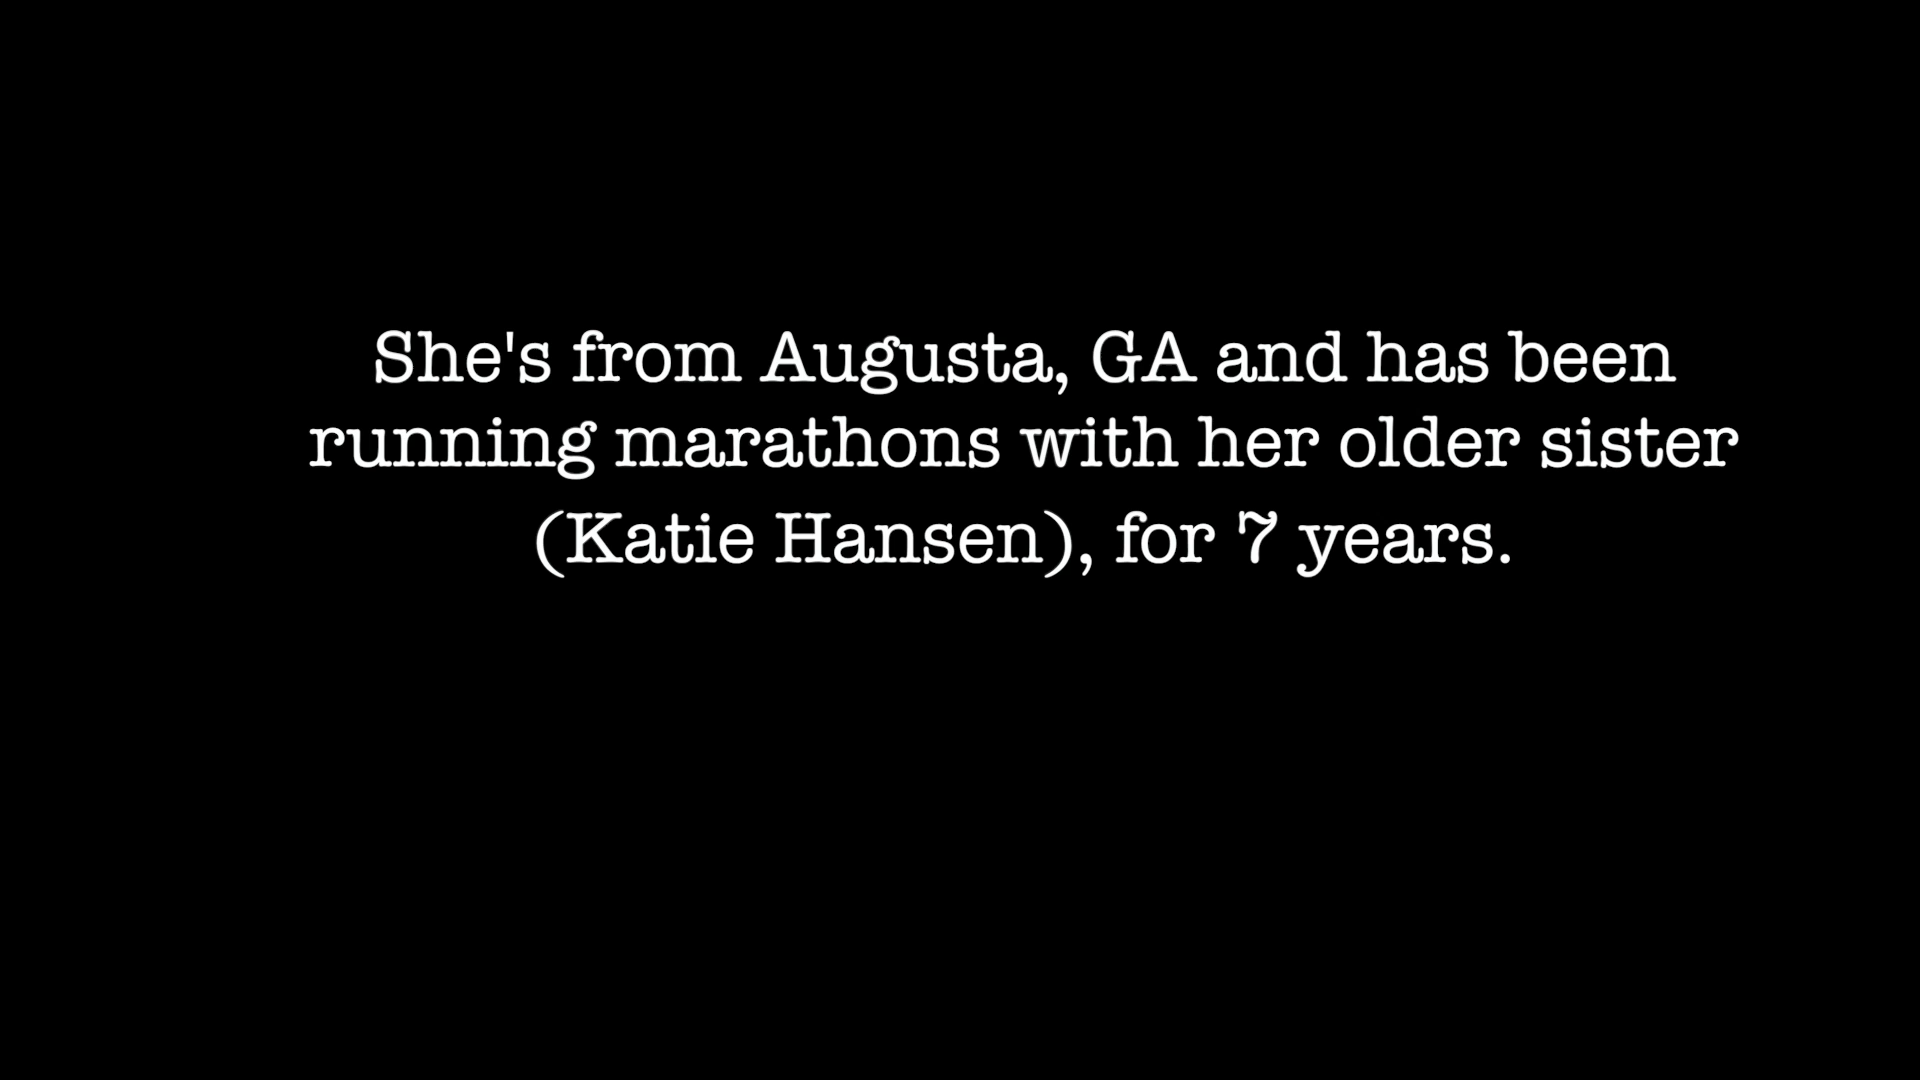 She's from Augusta, GA and has been
running marathons with her older sister
(Katie Hansen), for 7 years.